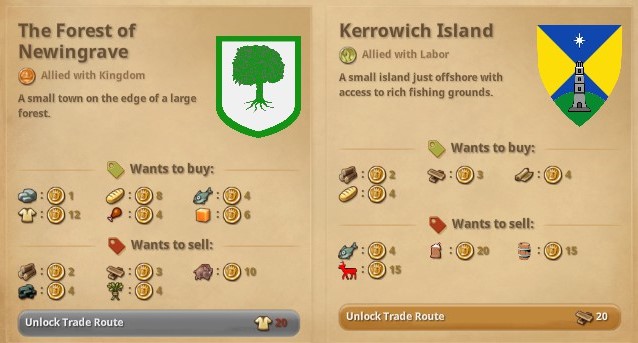 The Forest of
Newingrave
Allied with Kingdom
A small town on the edge of a large
forest.
Wants to buy:
: 1
: 8
: 4
: 12
: 4
: 6
Wants to sell:
: 2
: 3
: 10
: 4
: 4
Unlock Trade Route 20
Kerrowich Island
Allied with Labor
A small island just offshore with
access to rich fishing grounds.
Wants to buy:
: 2
: 3
: 4
: 4
Wants to sell:
: 4
: 20
: 15
: 15
Unlock Trade Route 20